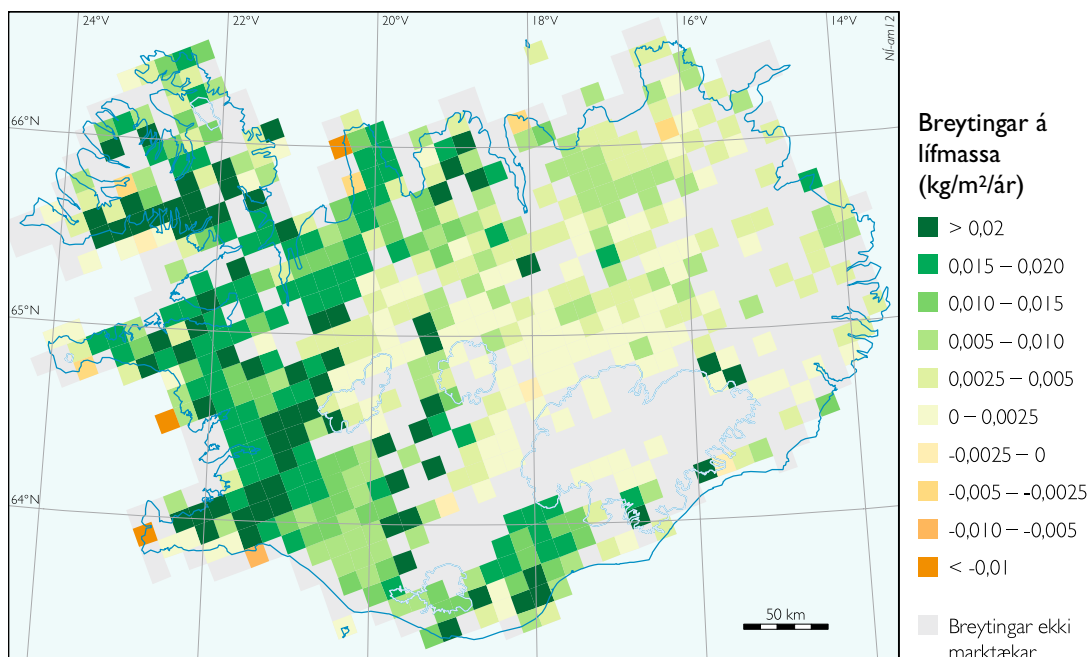 24°V 22°V 20°V 18°V 16°V 14°V
NÍ-am12
66°N
65°N
64°N
50 km
Breytingar á
lífmassa
(kg/m²/ár)
> 0,02
0,015 – 0,020
0,010 – 0,015
0,005 – 0,010
0,0025 – 0,005
0 – 0,0025
-0,0025 – 0
-0,005 – -0,0025
-0,010 – -0,005
< -0,01
Breytingar ekki
marktækar